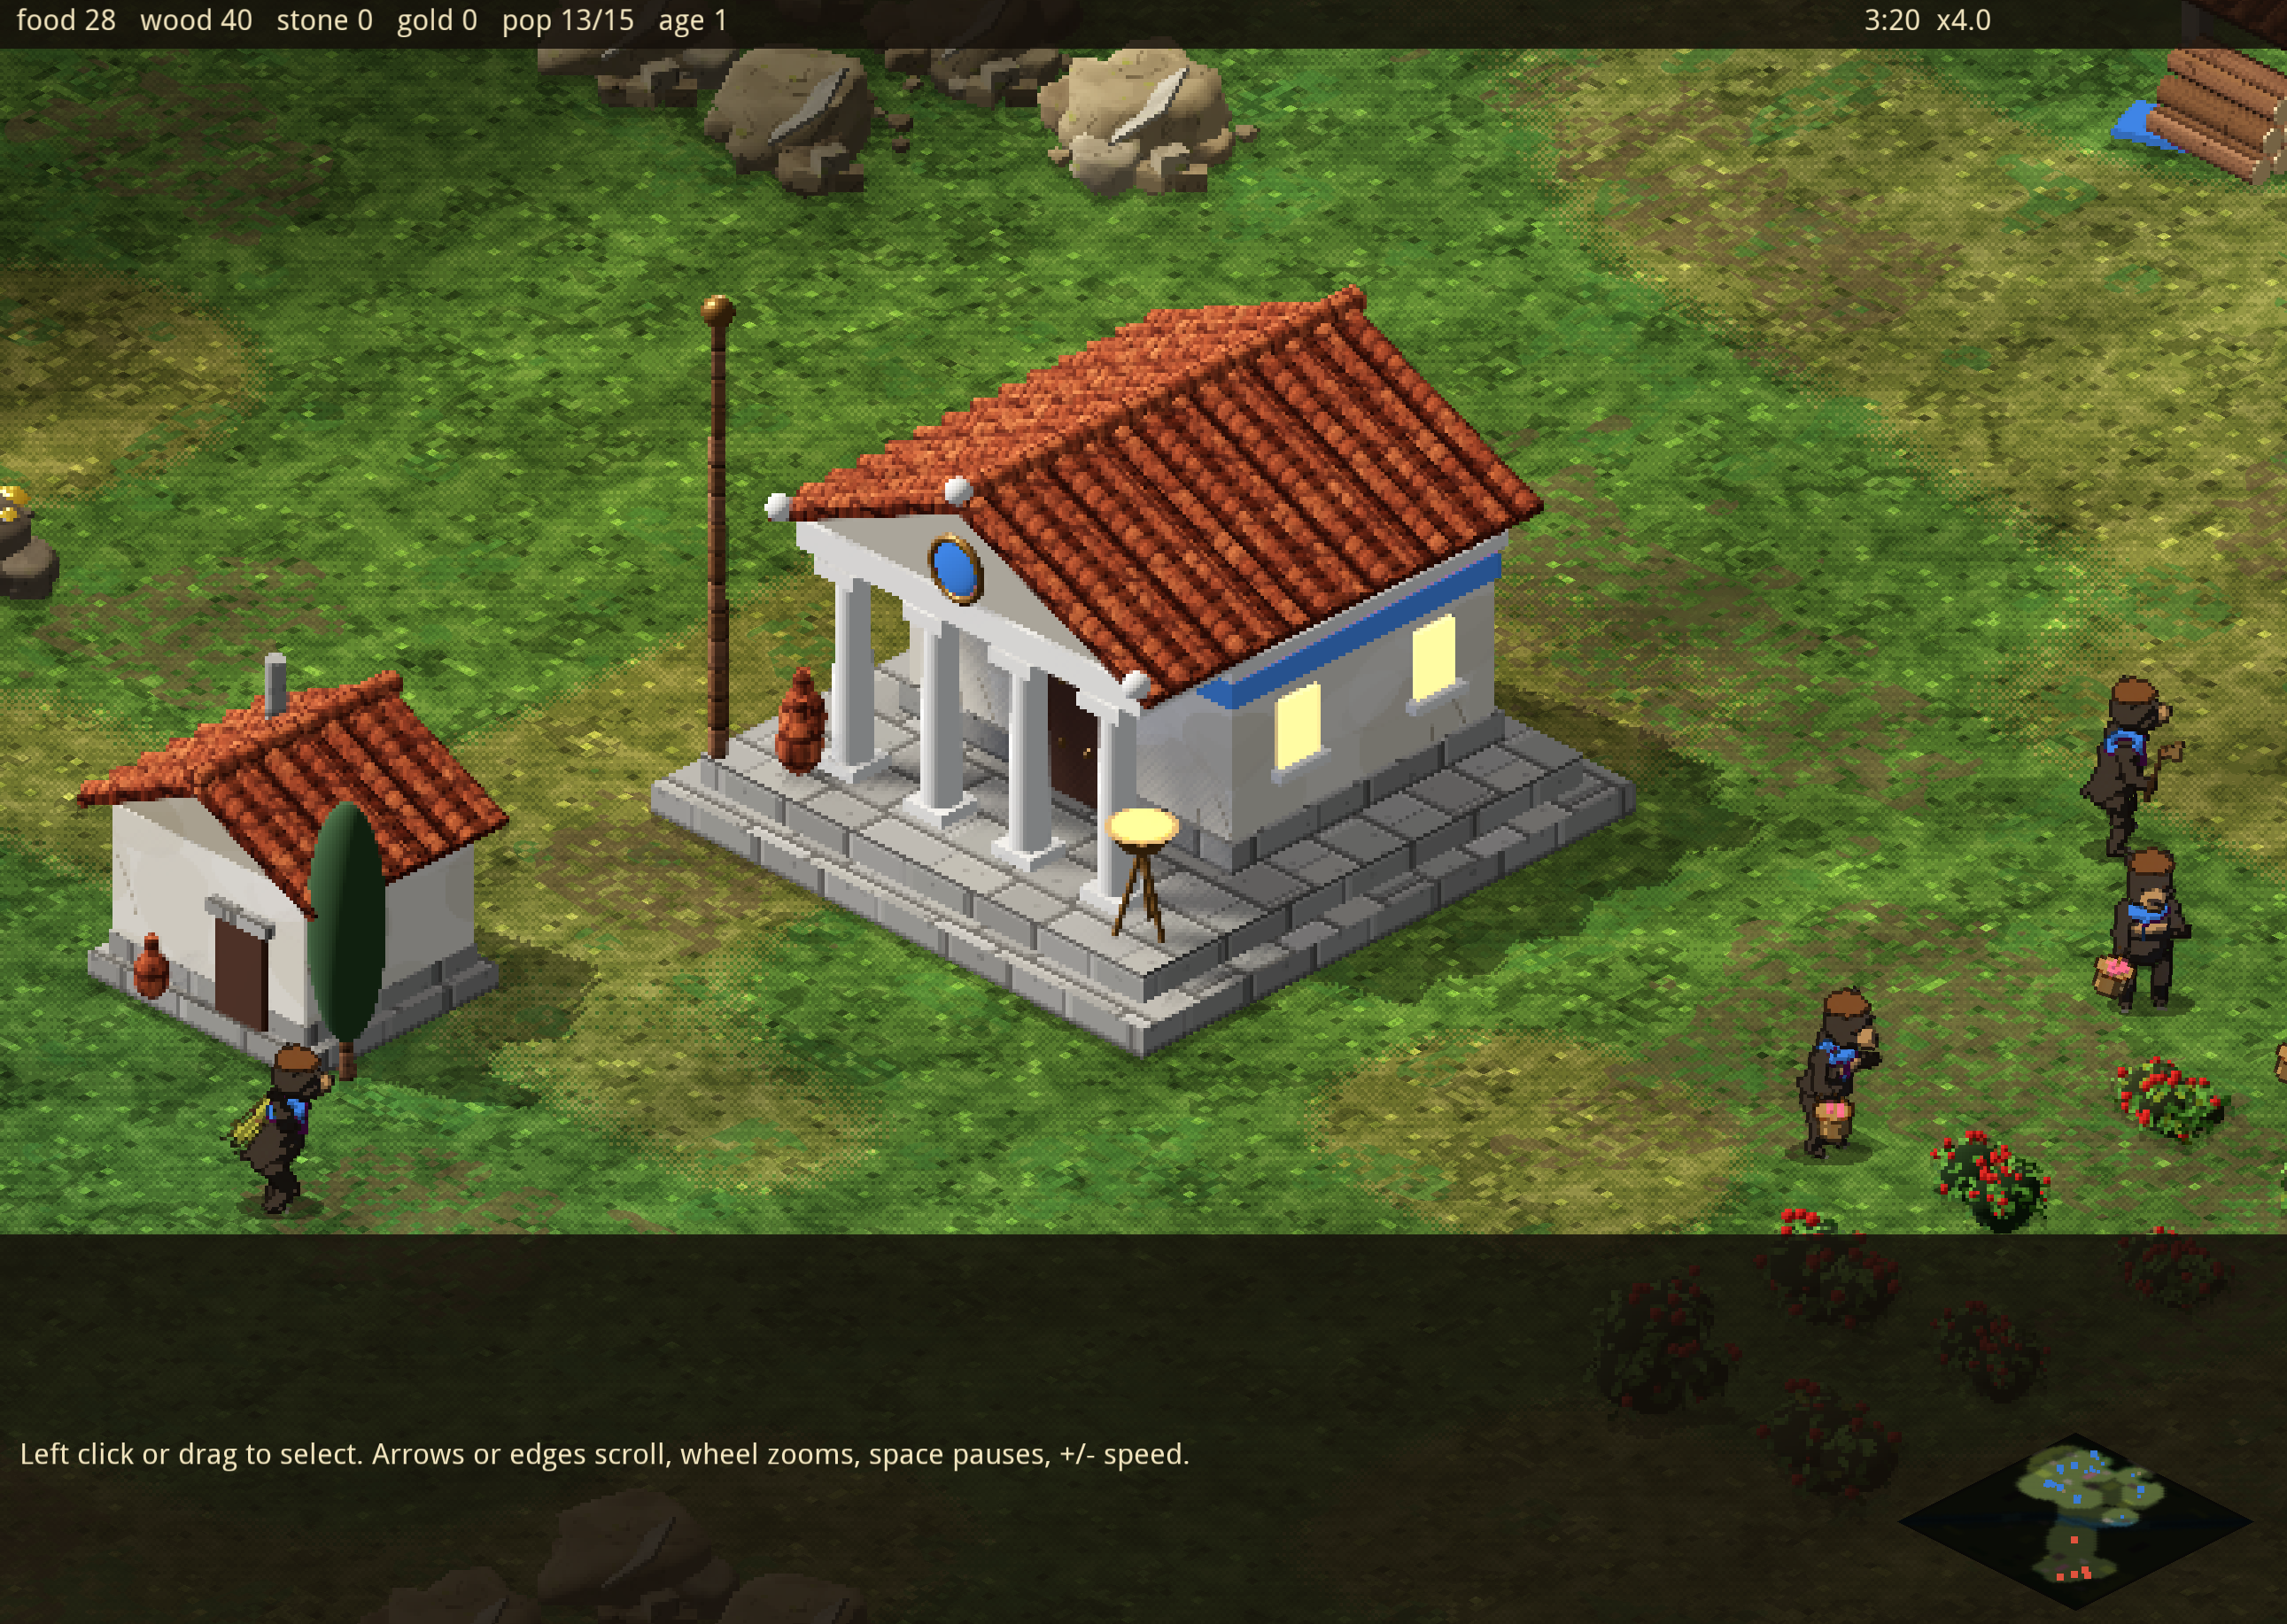 food 28 wood 40 stone 0 gold 0 pop 13/15 age 1 3:20 x4.0
Left click or drag to select. Arrows or edges scroll, wheel zooms, space pauses, +/- speed.